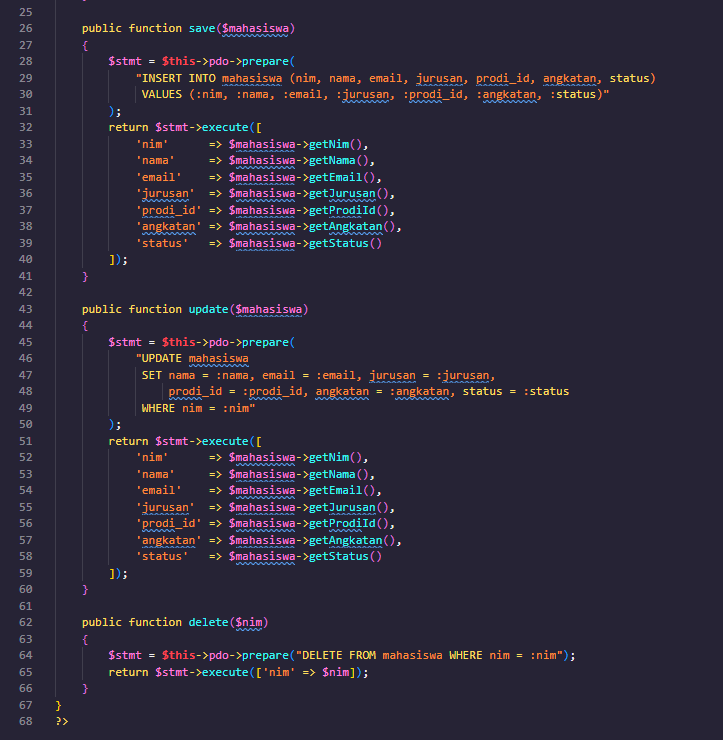 25
26 public function save($mahasiswa)
27 {
28 $stmt = $this->pdo->prepare(
29 "INSERT INTO mahasiswa (nim, nama, email, jurusan, prodi_id, angkatan, status)
30 VALUES (:nim, :nama, :email, :jurusan, :prodi_id, :angkatan, :status)"
31 );
32 return $stmt->execute([
33 'nim' => $mahasiswa->getNim(),
34 'nama' => $mahasiswa->getNama(),
35 'email' => $mahasiswa->getEmail(),
36 'jurusan' => $mahasiswa->getJurusan(),
37 'prodi_id' => $mahasiswa->getProdiId(),
38 'angkatan' => $mahasiswa->getAngkatan(),
39 'status' => $mahasiswa->getStatus()
40 ]);
41 }
42
43 public function update($mahasiswa)
44 {
45 $stmt = $this->pdo->prepare(
46 "UPDATE mahasiswa
47 SET nama = :nama, email = :email, jurusan = :jurusan,
48 prodi_id = :prodi_id, angkatan = :angkatan, status = :status
49 WHERE nim = :nim"
50 );
51 return $stmt->execute([
52 'nim' => $mahasiswa->getNim(),
53 'nama' => $mahasiswa->getNama(),
54 'email' => $mahasiswa->getEmail(),
55 'jurusan' => $mahasiswa->getJurusan(),
56 'prodi_id' => $mahasiswa->getProdiId(),
57 'angkatan' => $mahasiswa->getAngkatan(),
58 'status' => $mahasiswa->getStatus()
59 ]);
60 }
61
62 public function delete($nim)
63 {
64 $stmt = $this->pdo->prepare("DELETE FROM mahasiswa WHERE nim = :nim");
65 return $stmt->execute(['nim' => $nim]);
66 }
67 }
68 ?>